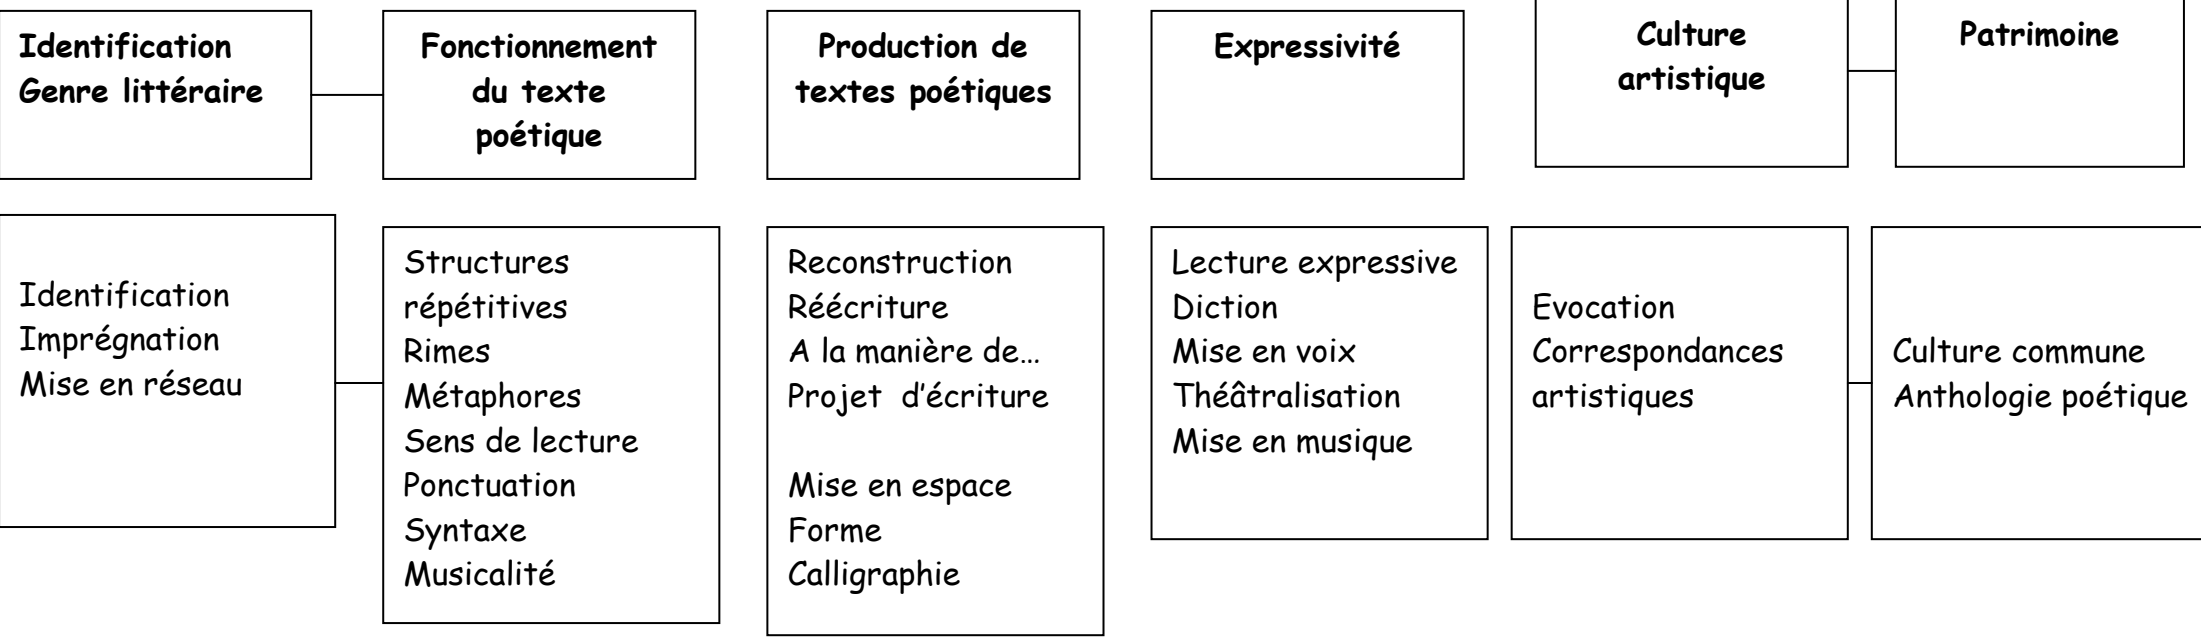 Identification
Genre littéraire
Fonctionnement
du texte
poétique
Production de
textes poétiques
Expressivité
Culture
artistique
Patrimoine
Identification
Imprégnation
Mise en réseau
Structures
répétitives
Rimes
Métaphores
Sens de lecture
Ponctuation
Syntaxe
Musicalité
Reconstruction
Réécriture
A la manière de…
Projet  d’écriture
Mise en espace
Forme
Calligraphie
Lecture expressive
Diction
Mise en voix
Théâtralisation
Mise en musique
Evocation
Correspondances
artistiques
Culture commune
Anthologie poétique